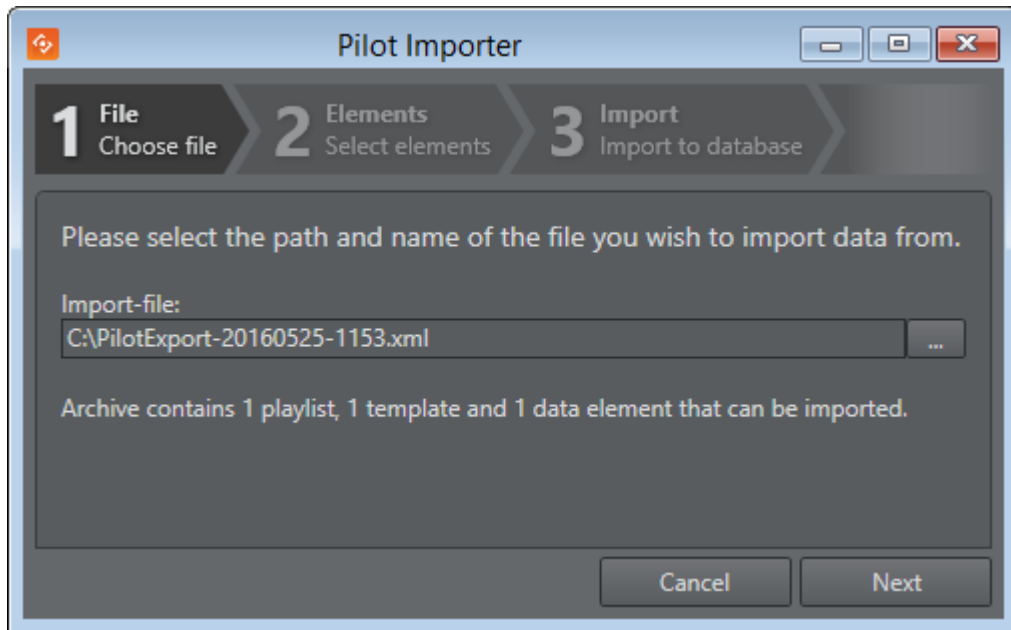 Pilot Importer
1 File
Choose file
2 Elements
Select elements
3 Import
Import to database
Please select the path and name of the file you wish to import data from.
Import-file:
C:\PilotExport-20160525-1153.xml
...
Archive contains 1 playlist, 1 template and 1 data element that can be imported.
Cancel
Next